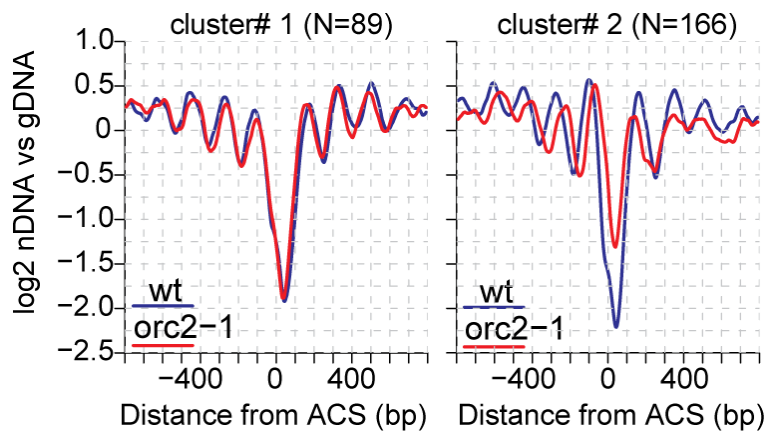 cluster# 1 (N=89)
cluster# 2 (N=166)
log2 nDNA vs gDNA
1.0
0.5
0
−0.5
−1.0
−1.5
−2.0
−2.5
wt
orc2−1
wt
orc2−1
−400 0 400
−400 0 400
Distance from ACS (bp)
Distance from ACS (bp)